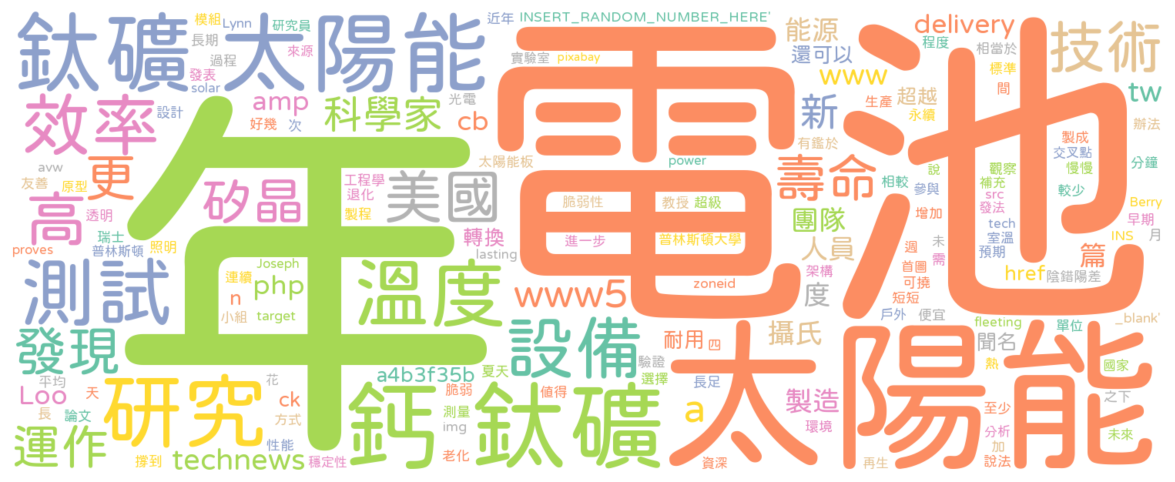 近年 INSERT_RANDOM_NUMBER_HERE'
模組 Lynn 研究員
長期
過程 來源
發表
solar
鈦礦 太陽能
實驗室 pixabay
能源
還可以
delivery
程度 相當於
標準
間
技術
電池
www
tw
效率
設計
amp
好幾 次
科學家
光電
cb
新
超越
生產
永續
有鑑於
辦法
製成
交叉點
分鐘
慢慢
太陽能板
power
avw
友善 原型
更
高
透明
矽晶
工程學
退化
製程
美國
脆弱性
教授 超級
壽命
相較
說
參與
觀察
補充
src
發法
較少
Berry
早期
年
瑞士
普林斯頓
照明
proves
轉換
lasting
進一步
普林斯頓大學
團隊
人員
增加
tech
室溫
預期
INS
月
測試
連續
Joseph
php
n
小組 target
溫度
www5
zoneid
架構
度
週
未
需
首圖
可撓
短短
href
篇
陰錯陽差
戶外 便宜
fleeting
單位
_blank'
發現
設備
驗證
耐用
四
攝氏
聞名
熱
國家
a4b3f35b
夏天
選擇
長足
之下
平均
天
Loo
長 論文
研究
花
ck
方式
脆弱
測量
img
值得
鈣 鈦礦
a
製造
環境
太陽能
至少
分析
加
說法
未來
運作
撐到
technews
性能
穩定性
老化
資深
再生